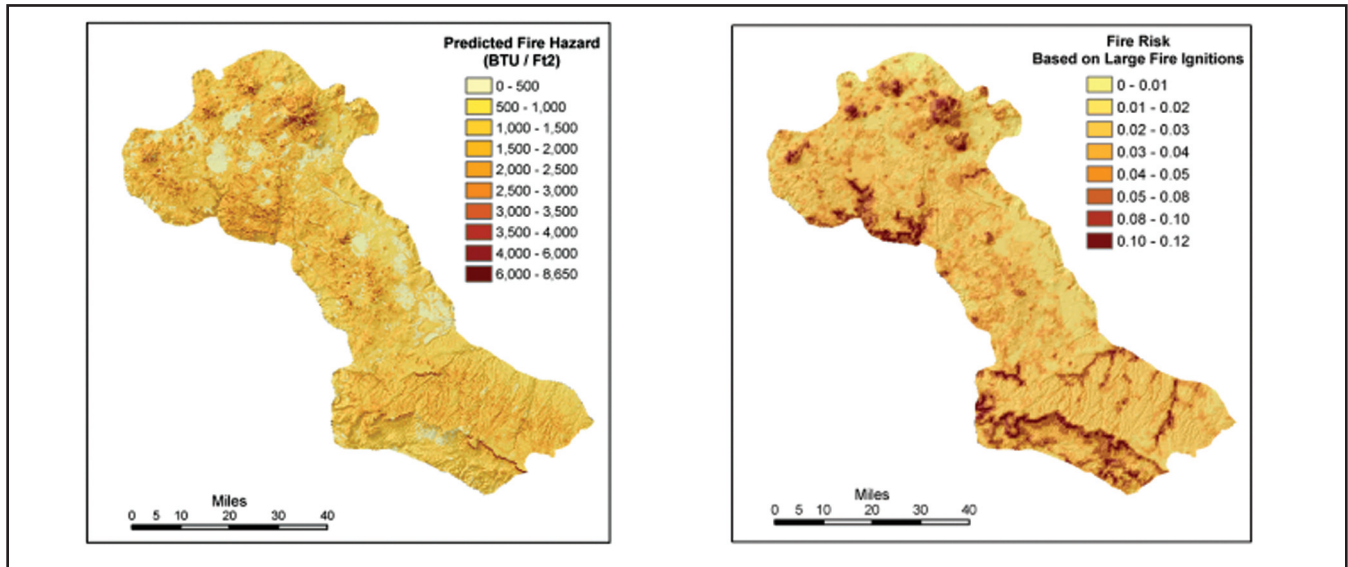 Predicted Fire Hazard
(BTU / Ft2)
0 - 500
500 - 1,000
1,000 - 1,500
1,500 - 2,000
2,000 - 2,500
2,500 - 3,000
3,000 - 3,500
3,500 - 4,000
4,000 - 6,000
6,000 - 8,650
Miles
0 5 10 20 30 40
Fire Risk
Based on Large Fire Ignitions
0 - 0.01
0.01 - 0.02
0.02 - 0.03
0.03 - 0.04
0.04 - 0.05
0.05 - 0.08
0.08 - 0.10
0.10 - 0.12
Miles
0 5 10 20 30 40